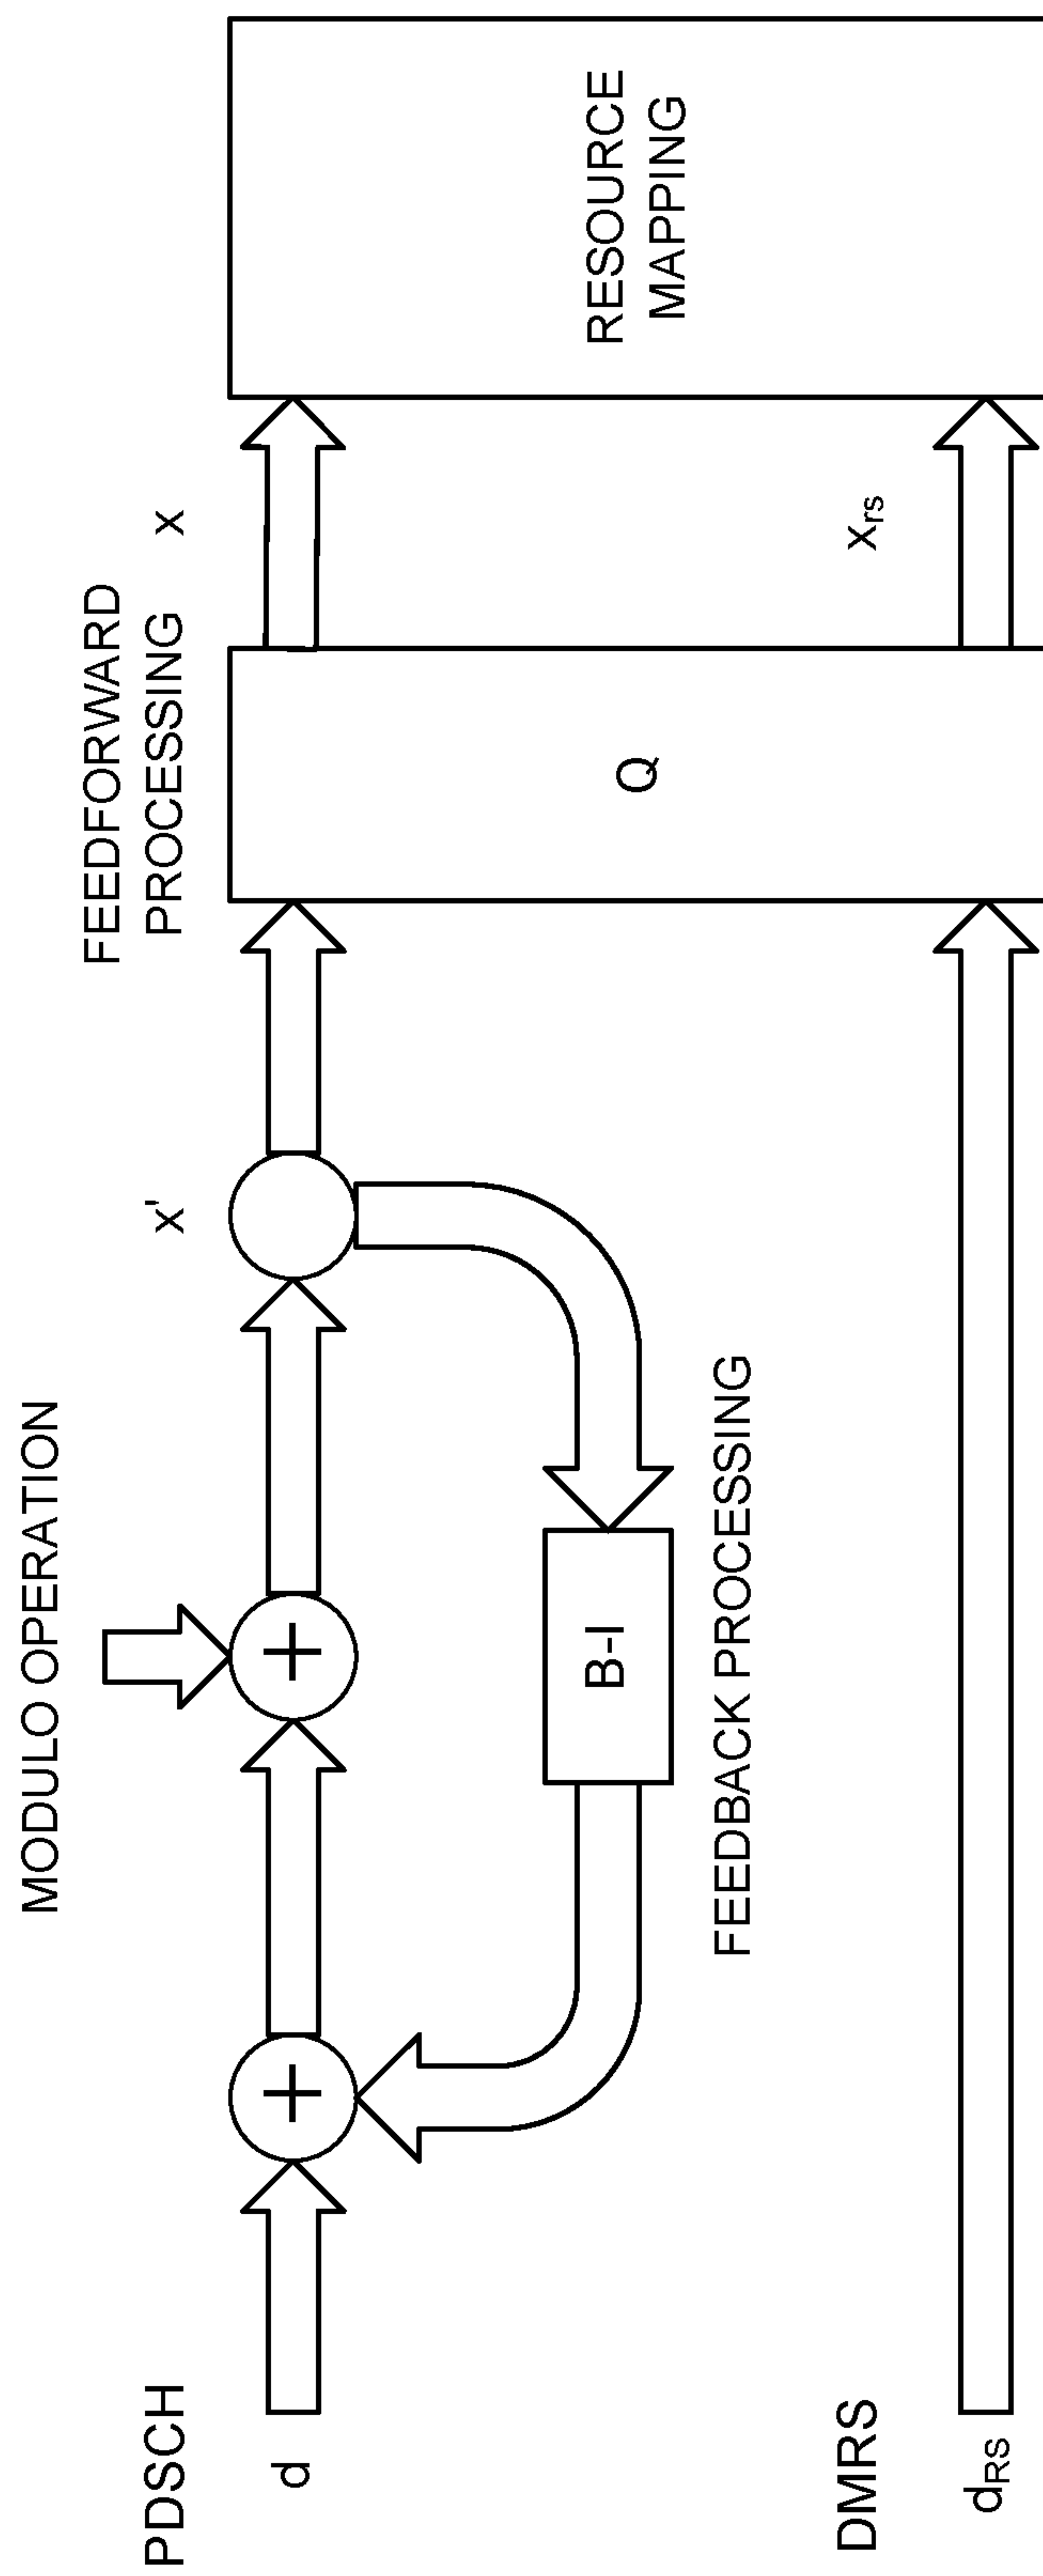 MODULO OPERATION
FEEDFORWARD
PROCESSING
PDSCH
x'
x
d
Q
RESOURCE
MAPPING
B-I
FEEDBACK PROCESSING
DMRS
xrs
dRS